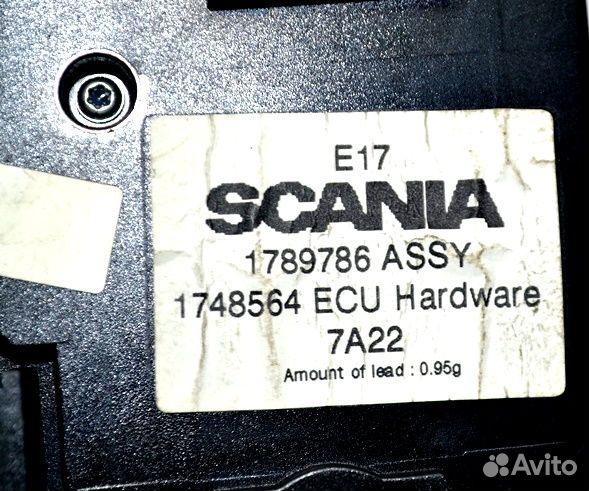 E17
SCANIA
1789786 ASSY
1748564 ECU Hardware
7A22
Amount of lead : 0.95g
Avito